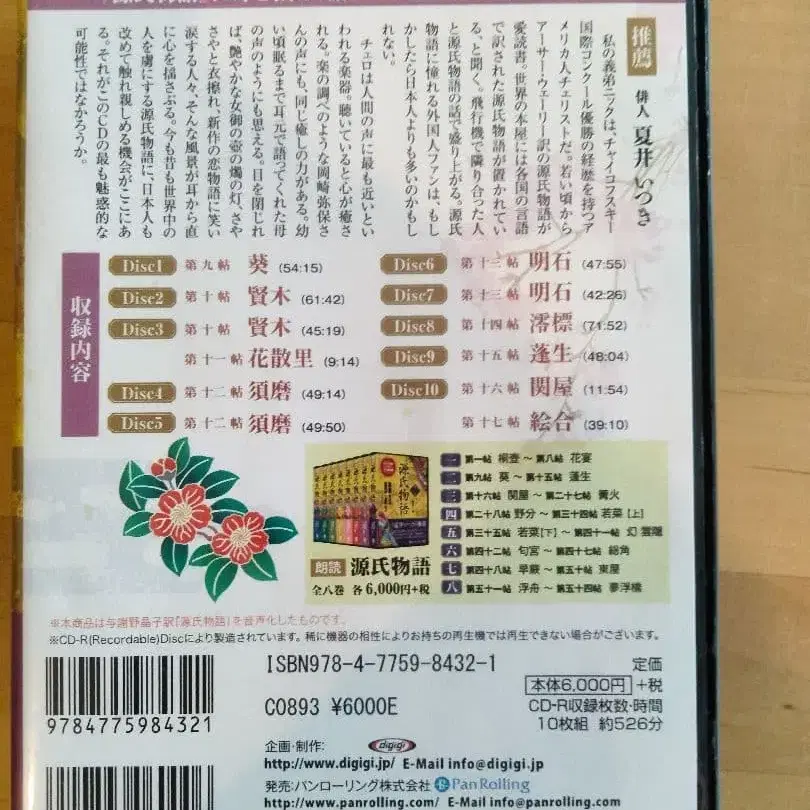 推薦 俳人 夏井いつき
私の義弟ニックは、チャイコフスキー
国際コンクール優勝の経歴を持つア
メリカ人チェリストだ。若い頃から
アーサー・ウェーリー訳の源氏物語が
愛読書。世界の本屋には各国の言語
で訳された源氏物語が置かれてい
る、と聞く。飛行機で隣り合った人
と源氏物語の話で盛り上がる。源氏
物語に憧れる外国人ファンは、もし
かしたら日本人よりも多いのかもし
れない。
チェロは人間の声に最も近いとい
われる楽器。聴いていると心が癒さ
れる。楽の調べのような岡崎弥保さ
んの声にも、同じ癒しの力がある。幼
い頃眠るまで耳元で語ってくれた母
の声のようにも思える。目を閉じれ
ば、艶やかな女御の壺の燭の灯、さや
さやと衣擦れ、新作の恋物語に笑い
涙する人々、そんな風景が耳から直
に心を揺さぶる。今も昔も世界中の
人を虜にする源氏物語に、日本人も
改めて触れ親しめる機会がここにあ
る。それがこのCDの最も魅惑的な
可能性ではなかろうか。
収録内容
Disc1 第九帖 葵 (54:15)
Disc2 第十帖 賢木 (61:42)
Disc3 第十帖 賢木 (45:19)
第十一帖 花散里 (9:14)
Disc4 第十二帖 須磨 (49:14)
Disc5 第十二帖 須磨 (49:50)
Disc6 第十三帖 明石 (47:55)
Disc7 第十三帖 明石 (42:26)
Disc8 第十四帖 澪標 (71:52)
Disc9 第十五帖 蓬生 (48:04)
Disc10 第十六帖 関屋 (11:54)
第十七帖 絵合 (39:10)
源氏物語
朗読 源氏物語
全八巻 各6,000円+税
一 第一帖 桐壺 ～ 第八帖 花宴
二 第九帖 葵 ～ 第十五帖 蓬生
三 第十六帖 関屋 ～ 第二十七帖 篝火
四 第二十八帖 野分 ～ 第三十四帖 若菜[上]
五 第三十五帖 若菜[下] ～ 第四十一帖 幻 雲隠
六 第四十二帖 匂宮 ～ 第四十七帖 総角
七 第四十八帖 早蕨 ～ 第五十帖 東屋
八 第五十一帖 浮舟 ～ 第五十四帖 夢浮橋
※本商品は与謝野晶子訳「源氏物語」を音声化したものです。
※CD-R(Recordable)Discにより製造されています。稀に機器の相性によりお持ちの再生機では再生できない場合がございます。
ISBN978-4-7759-8432-1
C0893 ¥6000E
9784775984321
定価
本体6,000円 +税
CD-R収録枚数・時間
10枚組 約526分
企画・制作: digigi
http://www.digigi.jp/ E-Mail info@digigi.jp
発売:パンローリング株式会社 PanRolling
http://www.panrolling.com/ E-Mail info@panrolling.com